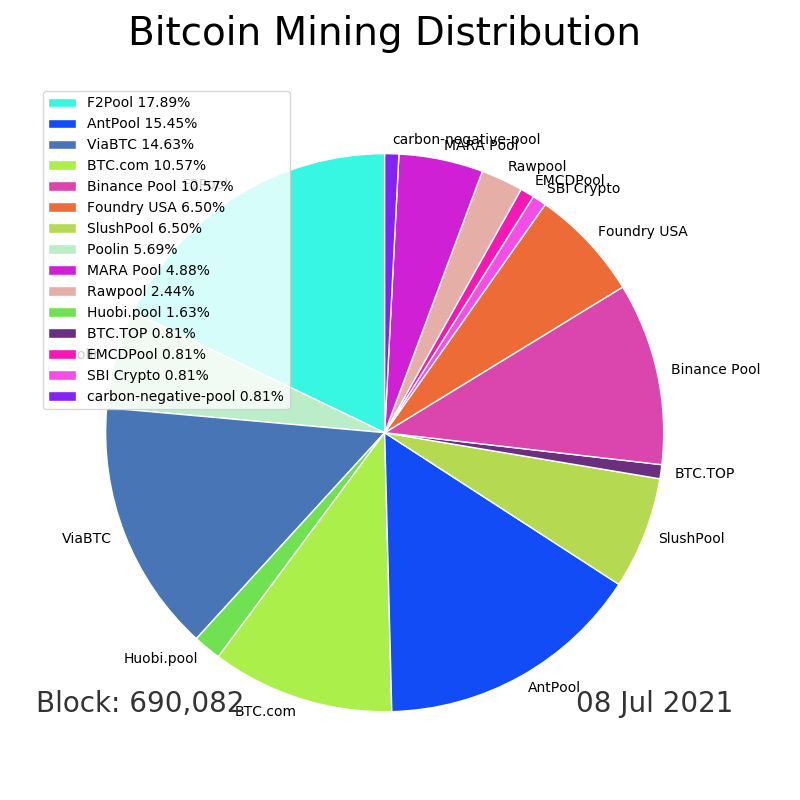 Bitcoin Mining Distribution
F2Pool 17.89%
AntPool 15.45%
ViaBTC 14.63%
BTC.com 10.57%
Binance Pool 10.57%
Foundry USA 6.50%
SlushPool 6.50%
Poolin 5.69%
MARA Pool 4.88%
Rawpool 2.44%
Huobi.pool 1.63%
BTC.TOP 0.81%
EMCDPool 0.81%
SBI Crypto 0.81%
carbon-negative-pool 0.81%
carbon-negative-pool
MARA Pool
Rawpool
EMCDPool
SBI Crypto
Foundry USA
Binance Pool
BTC.TOP
SlushPool
AntPool
BTC.com
Huobi.pool
ViaBTC
Block: 690,082
08 Jul 2021